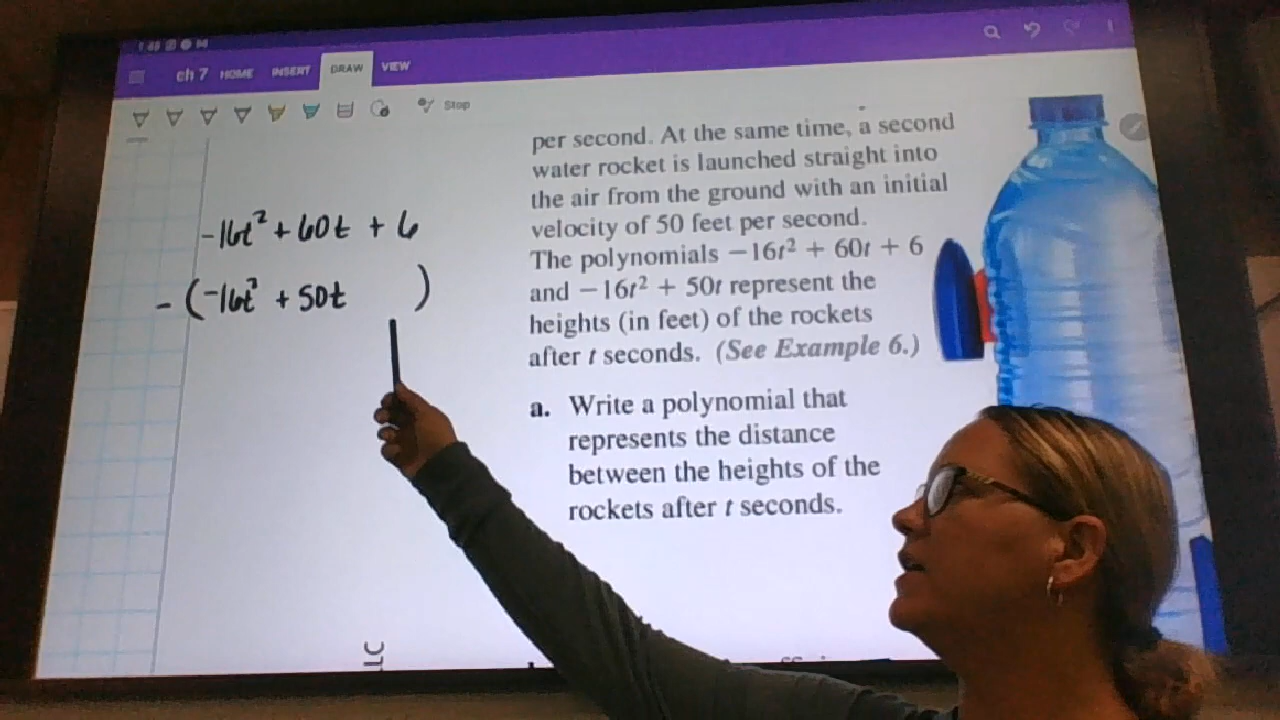 ch 7 HOME INSERT DRAW VIEW
Stop
-16t² + 60t + 6
- (-16t² + 50t )
per second. At the same time, a second
water rocket is launched straight into
the air from the ground with an initial
velocity of 50 feet per second.
The polynomials −16t² + 60t + 6
and −16t² + 50t represent the
heights (in feet) of the rockets
after t seconds. (See Example 6.)
a. Write a polynomial that
represents the distance
between the heights of the
rockets after t seconds.
LC